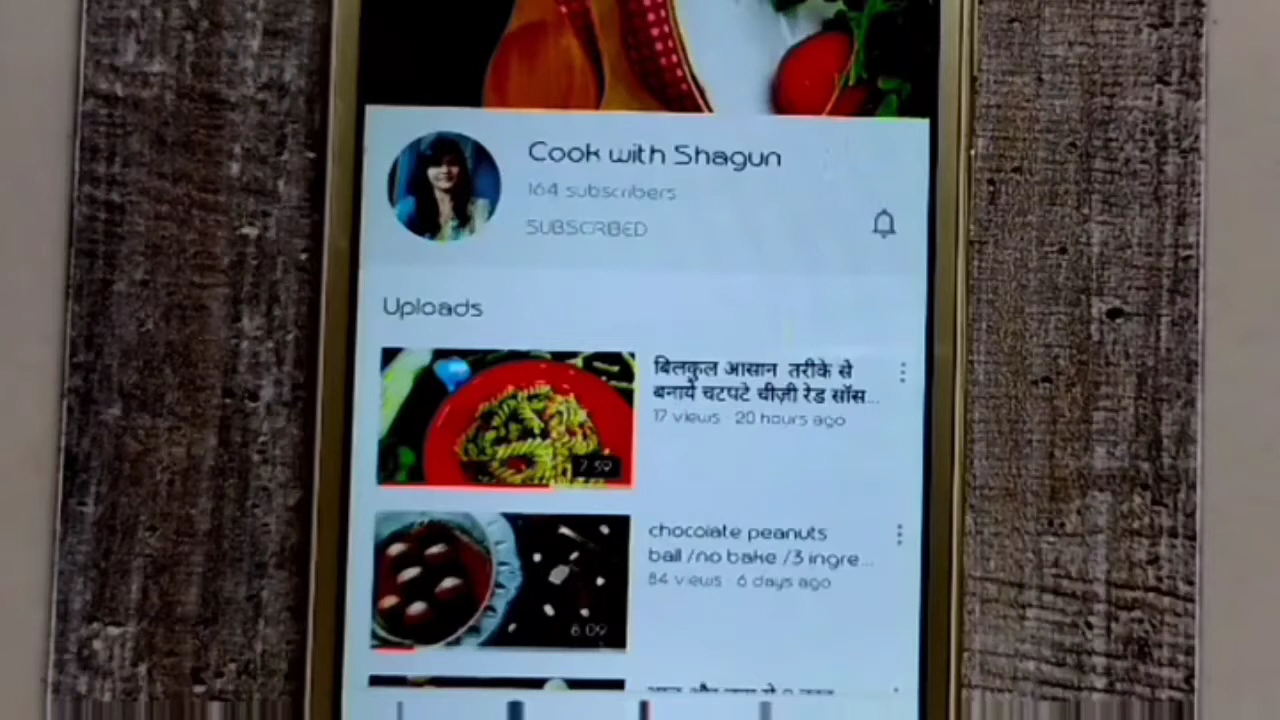 Cook with Shagun
164 subscribers
SUBSCRIBED
Uploads
बिलकुल आसान तरीके से
बनाये चटपटे चीज़ी रेड सॉस...
17 views · 20 hours ago
7:59
chocolate peanuts
ball /no bake /3 ingre...
84 views · 6 days ago
6:09